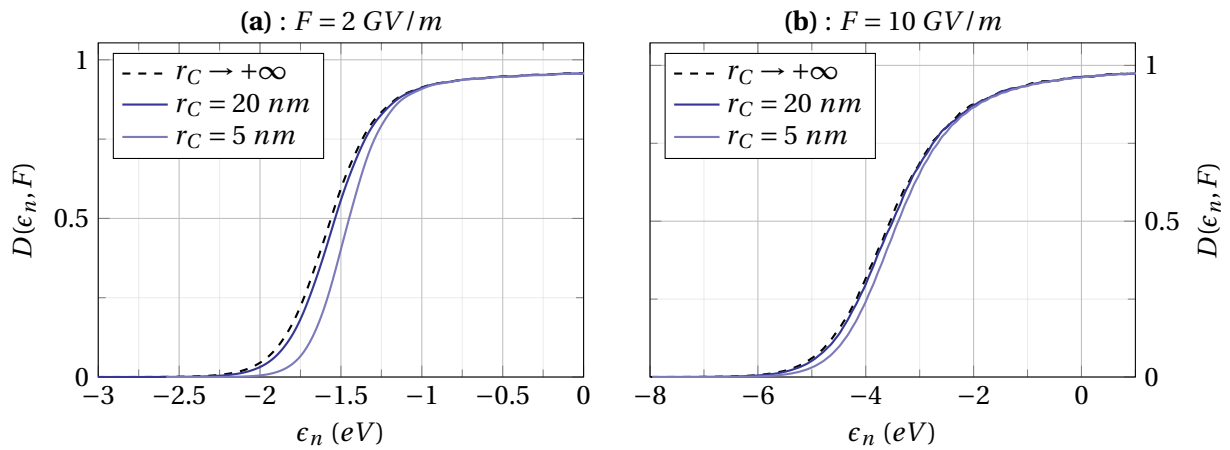 (a) : F = 2 GV/m
r_C → +∞
r_C = 20 nm
r_C = 5 nm
1
0.5
0
D(ϵ_n, F)
−3
−2.5
−2
−1.5
−1
−0.5
0
ϵ_n (eV)
(b) : F = 10 GV/m
r_C → +∞
r_C = 20 nm
r_C = 5 nm
1
0.5
0
D(ϵ_n, F)
−8
−6
−4
−2
0
ϵ_n (eV)